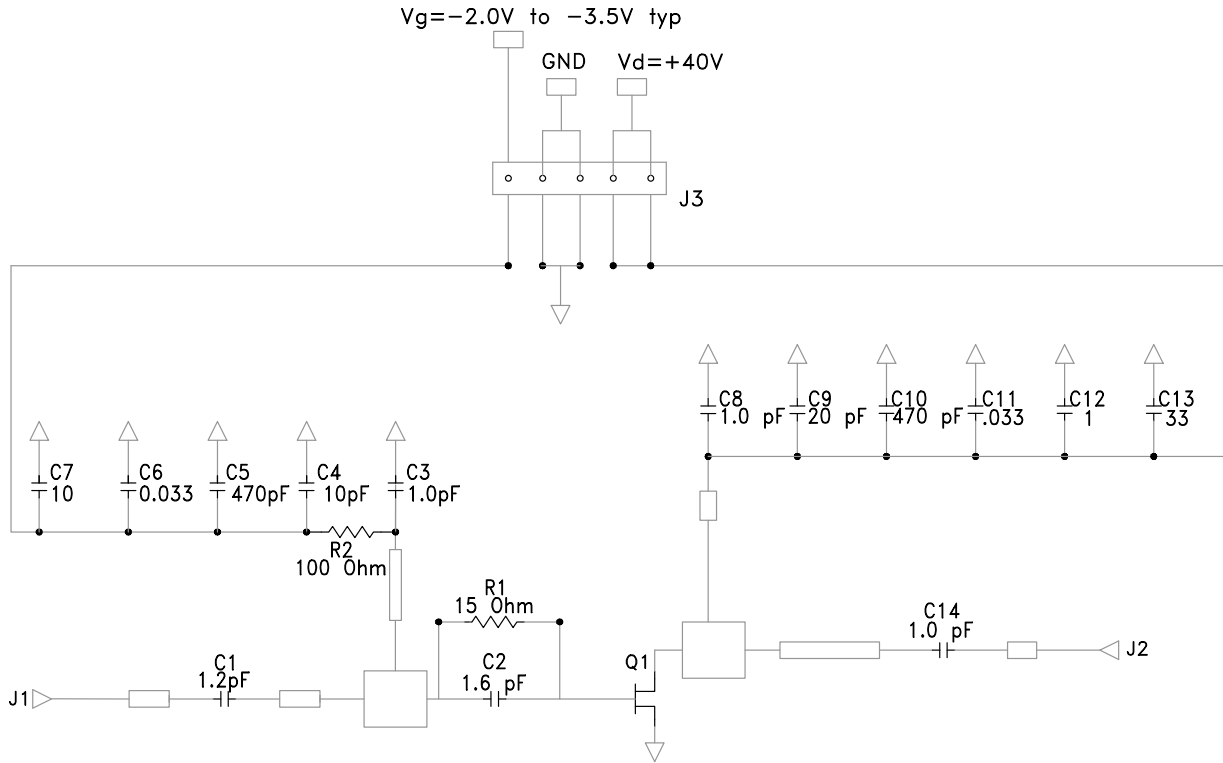 Vg=-2.0V to -3.5V typ
GND
Vd=+40V
J3
C8
1.0 pF
C9
20 pF
C10
470 pF
C11
.033
C12
1
C13
33
C7
10
C6
0.033
C5
470pF
C4
10pF
C3
1.0pF
R2
100 Ohm
R1
15 Ohm
C14
1.0 pF
J2
Q1
C2
1.6 pF
C1
1.2pF
J1